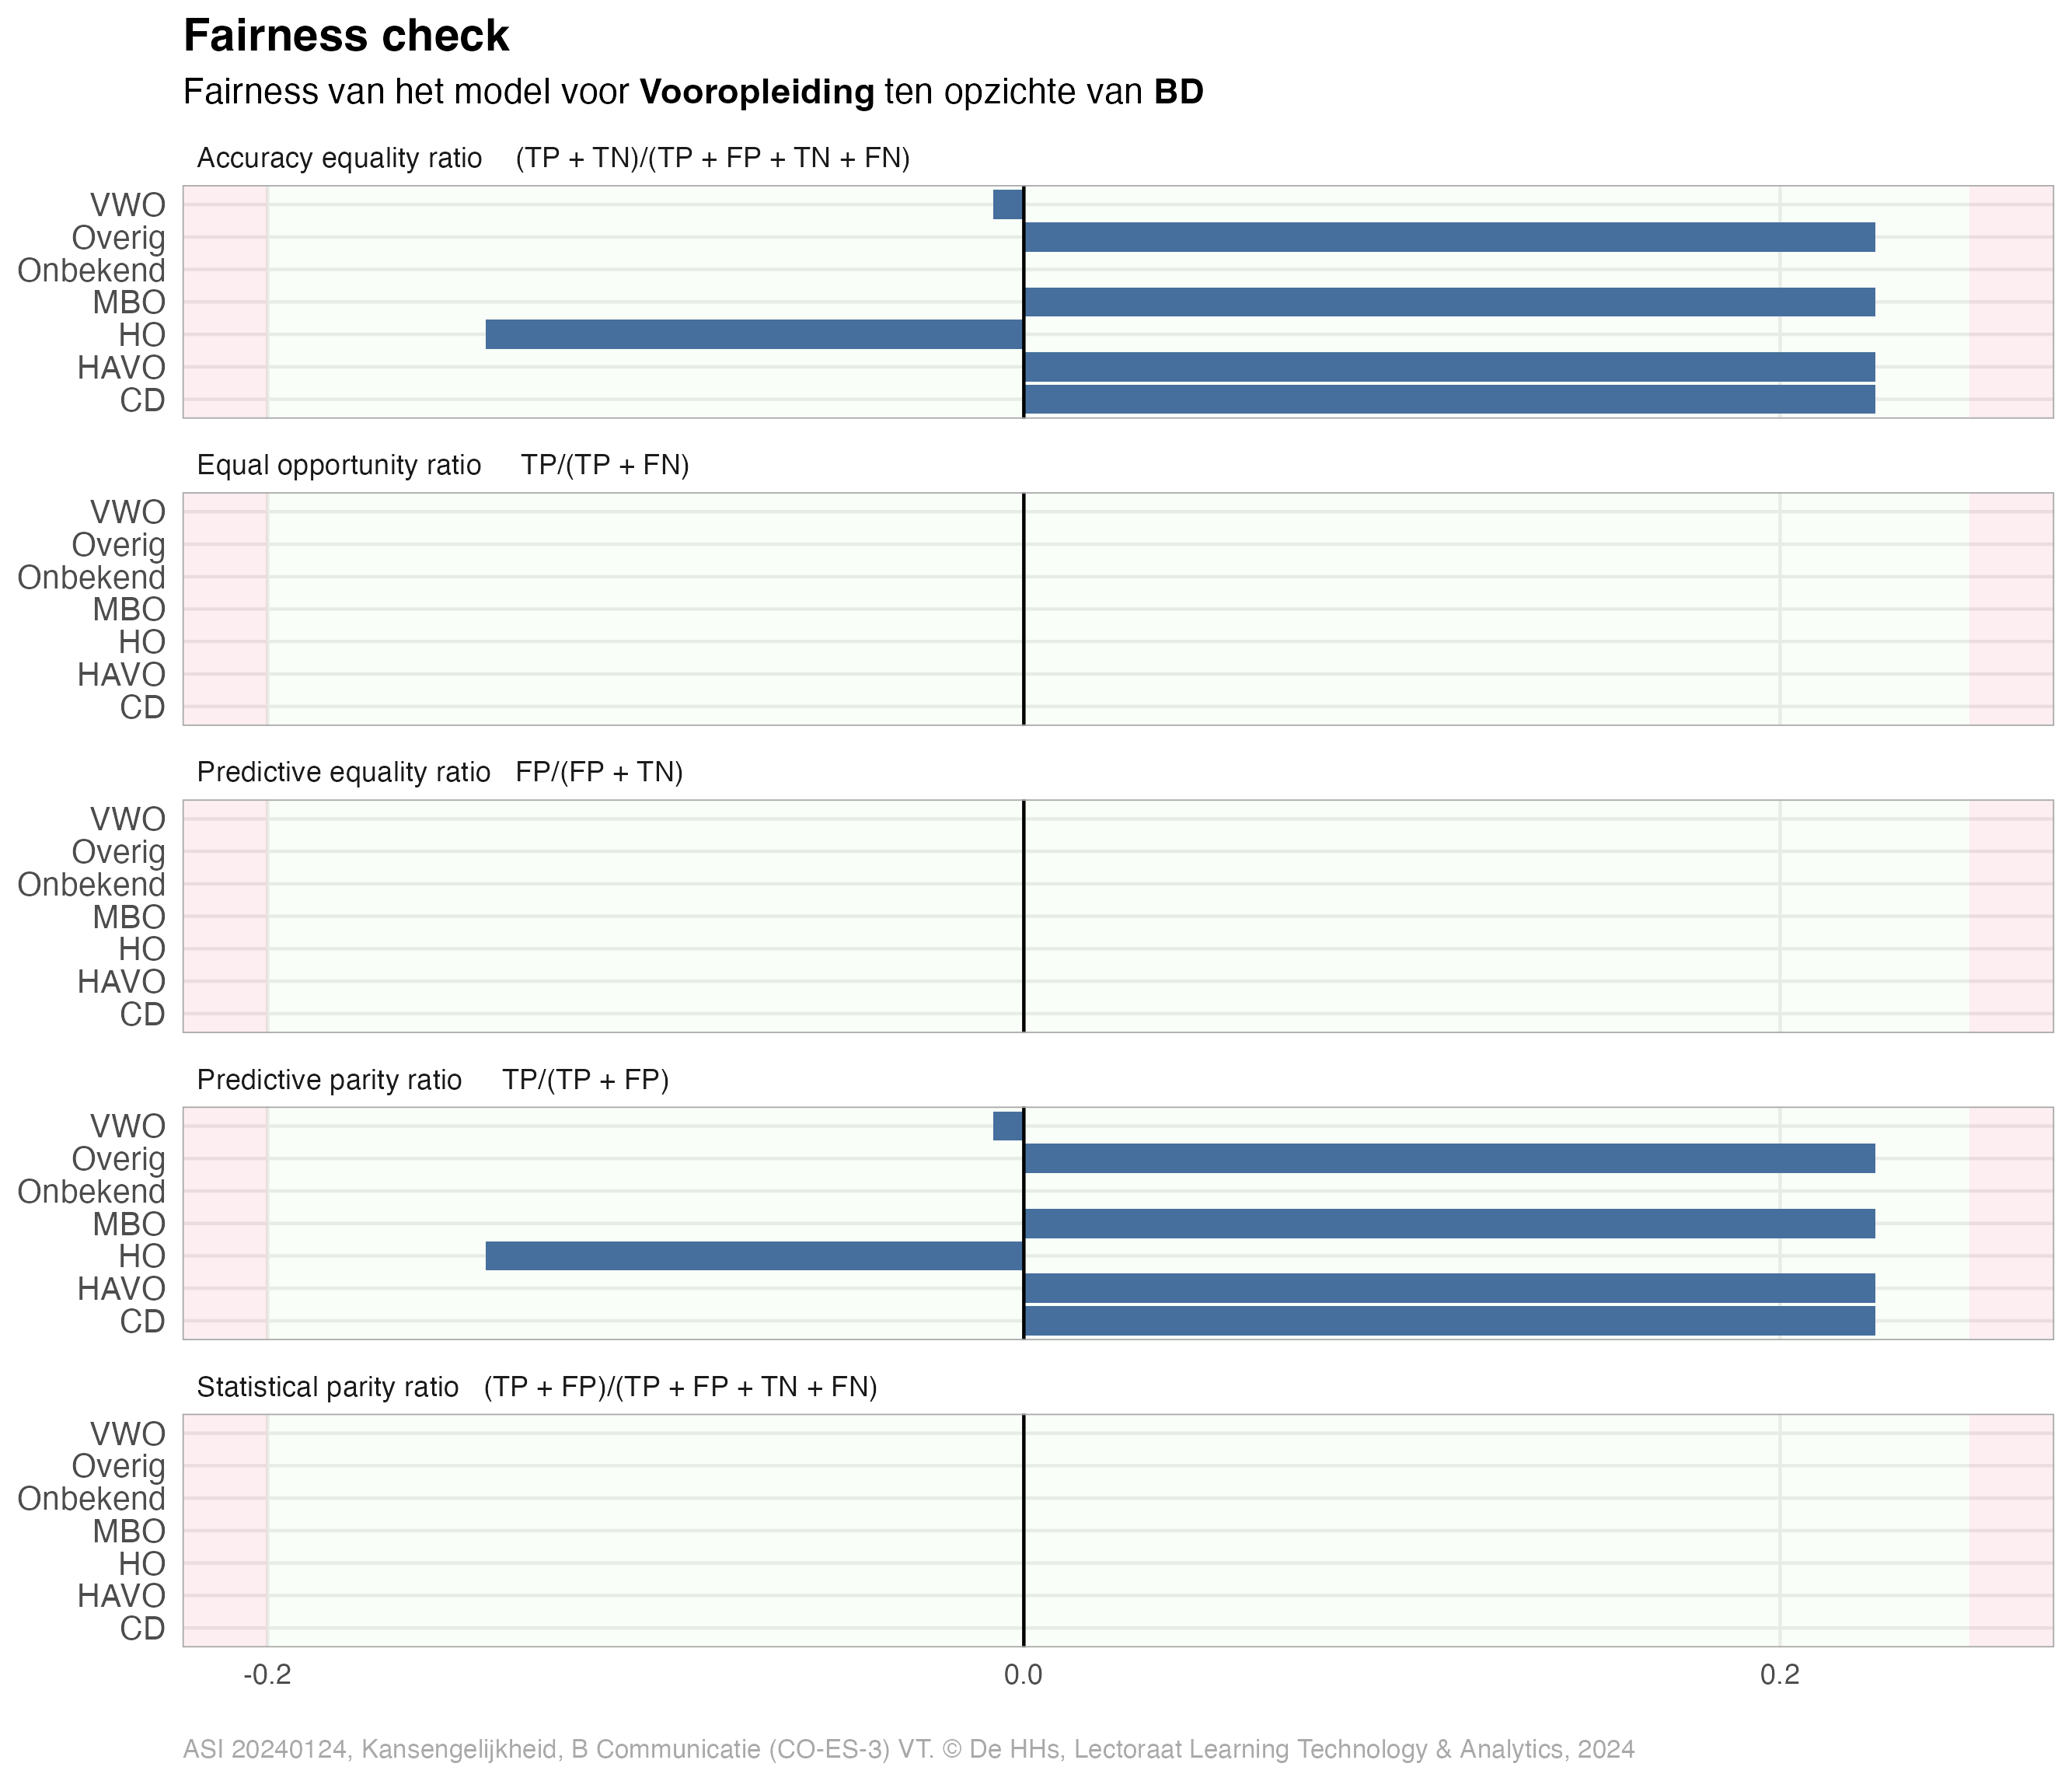 Fairness check
Fairness van het model voor Vooropleiding ten opzichte van BD
Accuracy equality ratio (TP + TN)/(TP + FP + TN + FN)
VWO
Overig
Onbekend
MBO
HO
HAVO
CD
Equal opportunity ratio TP/(TP + FN)
VWO
Overig
Onbekend
MBO
HO
HAVO
CD
Predictive equality ratio FP/(FP + TN)
VWO
Overig
Onbekend
MBO
HO
HAVO
CD
Predictive parity ratio TP/(TP + FP)
VWO
Overig
Onbekend
MBO
HO
HAVO
CD
Statistical parity ratio (TP + FP)/(TP + FP + TN + FN)
VWO
Overig
Onbekend
MBO
HO
HAVO
CD
-0.2 0.0 0.2
ASI 20240124, Kansengelijkheid, B Communicatie (CO-ES-3) VT. © De HHs, Lectoraat Learning Technology & Analytics, 2024